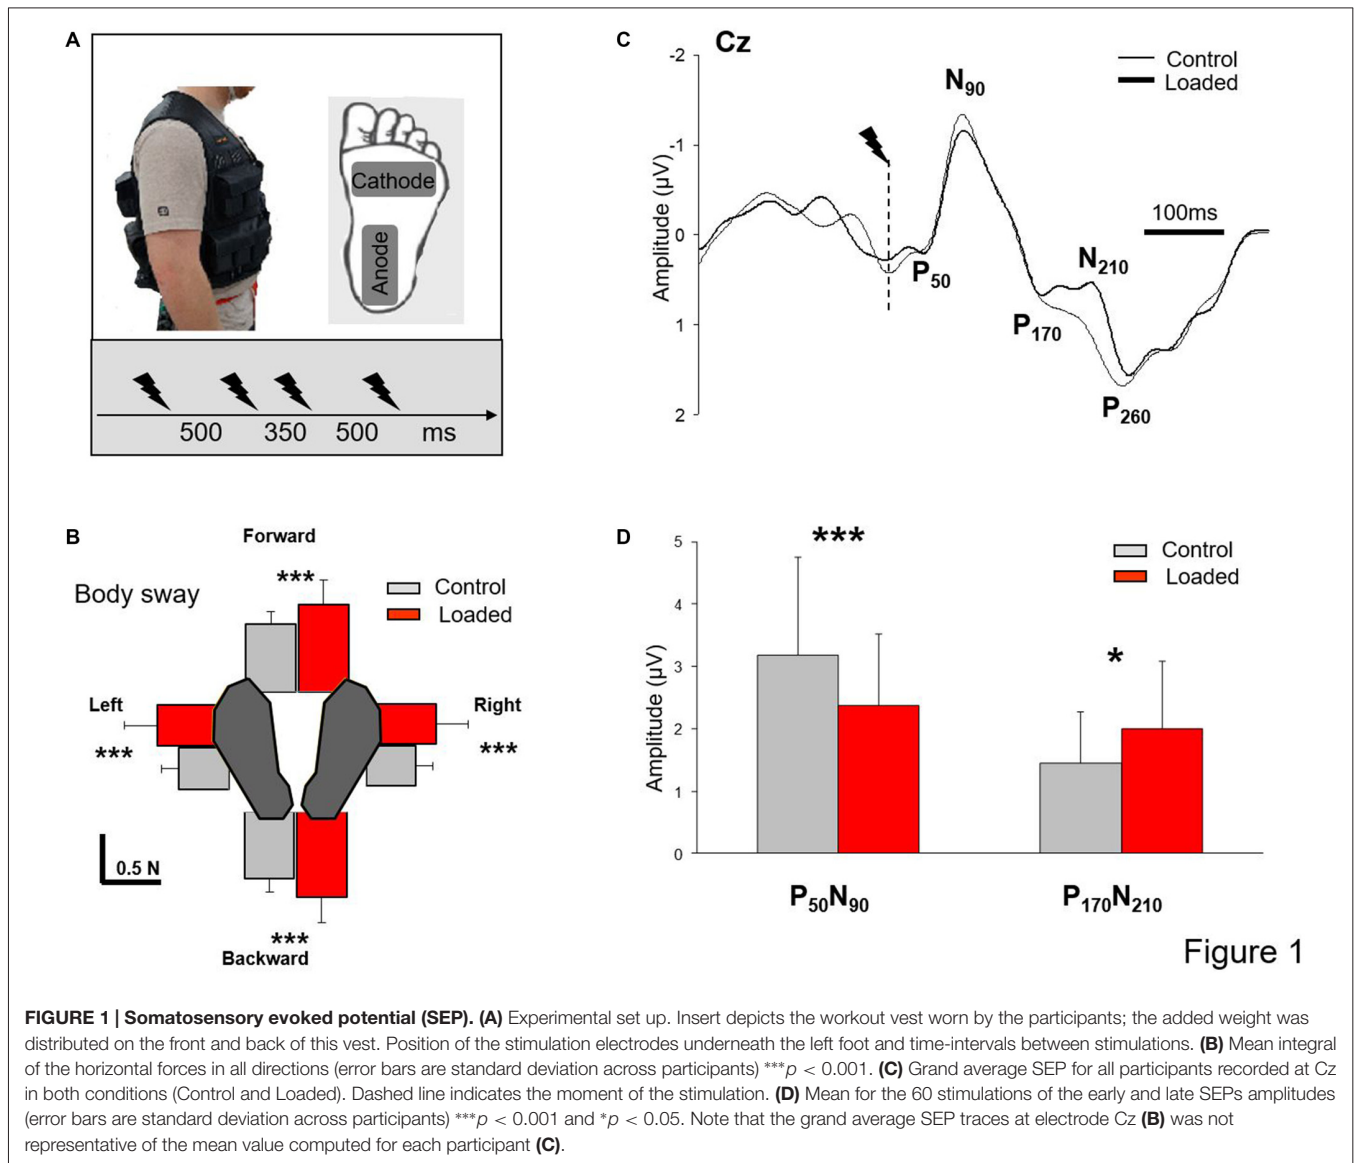 A
Cathode
Anode
500 350 500 ms
C
Cz
-2
-1
0
1
2
Amplitude (µV)
N90
P50
P170
N210
P260
Control
Loaded
100ms
B
Forward
Body sway
***
Control
Loaded
Left
***
Right
***
0.5 N
***
Backward
D
5
4
3
2
1
0
Amplitude (µV)
***
*
Control
Loaded
P50N90
P170N210
Figure 1
FIGURE 1 | Somatosensory evoked potential (SEP). (A) Experimental set up. Insert depicts the workout vest worn by the participants; the added weight was
distributed on the front and back of this vest. Position of the stimulation electrodes underneath the left foot and time-intervals between stimulations. (B) Mean integral
of the horizontal forces in all directions (error bars are standard deviation across participants) ***p < 0.001. (C) Grand average SEP for all participants recorded at Cz
in both conditions (Control and Loaded). Dashed line indicates the moment of the stimulation. (D) Mean for the 60 stimulations of the early and late SEPs amplitudes
(error bars are standard deviation across participants) ***p < 0.001 and *p < 0.05. Note that the grand average SEP traces at electrode Cz (B) was not
representative of the mean value computed for each participant (C).